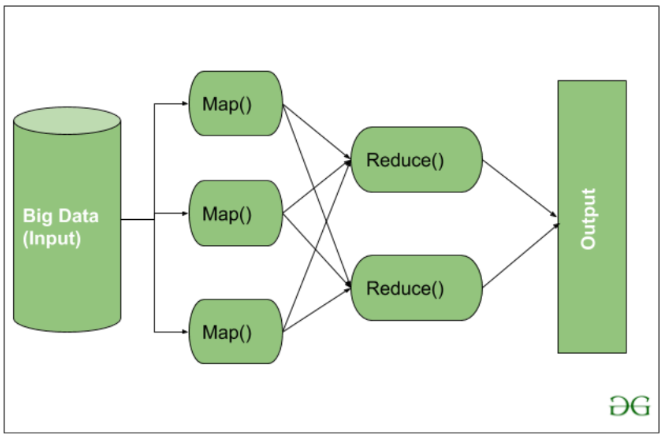 Big Data
(Input)
Map()
Map()
Map()
Reduce()
Reduce()
Output